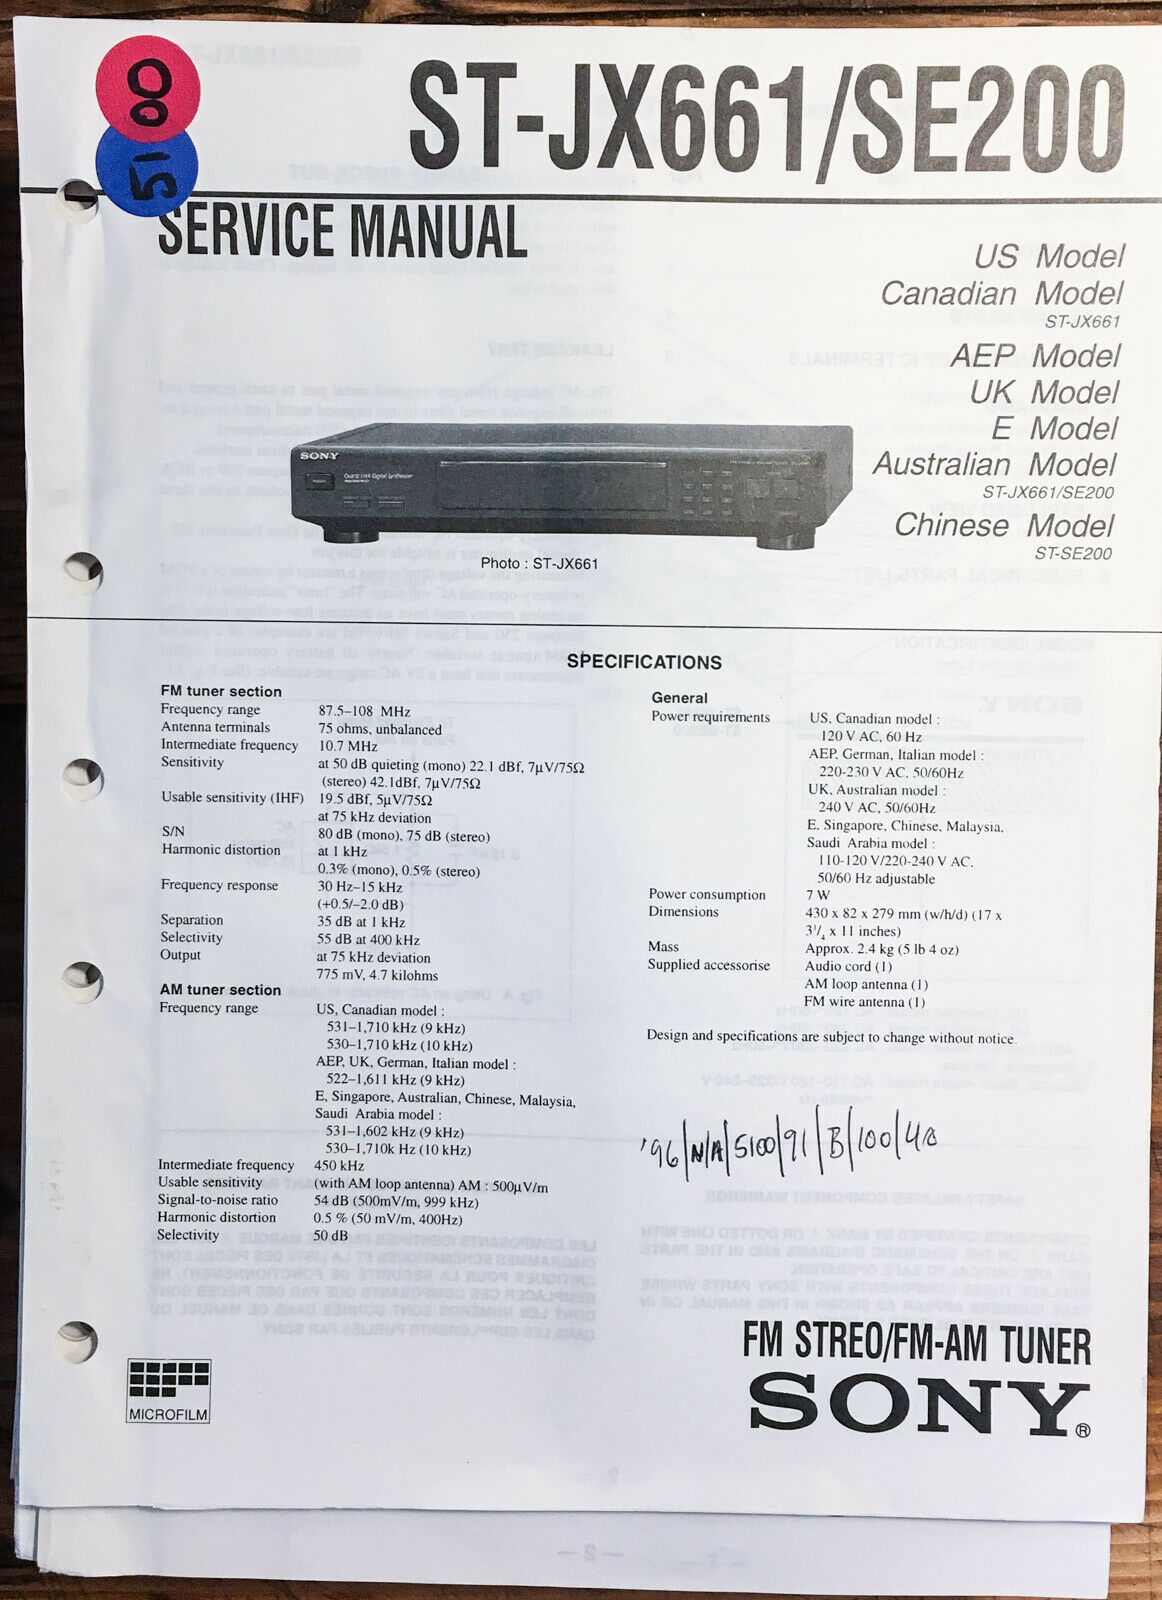 00
51
ST-JX661/SE200
SERVICE MANUAL
US Model
Canadian Model
ST-JX661
AEP Model
UK Model
E Model
Australian Model
ST-JX661/SE200
Chinese Model
ST-SE200
SONY
Quartz Lock Digital Synthesizer
Photo : ST-JX661
SPECIFICATIONS
FM tuner section
Frequency range 87.5–108 MHz
Antenna terminals 75 ohms, unbalanced
Intermediate frequency 10.7 MHz
Sensitivity at 50 dB quieting (mono) 22.1 dBf, 7µV/75Ω
(stereo) 42.1dBf, 7µV/75Ω
Usable sensitivity (IHF) 19.5 dBf, 5µV/75Ω
at 75 kHz deviation
S/N 80 dB (mono), 75 dB (stereo)
Harmonic distortion at 1 kHz
0.3% (mono), 0.5% (stereo)
Frequency response 30 Hz–15 kHz
(+0.5/–2.0 dB)
Separation 35 dB at 1 kHz
Selectivity 55 dB at 400 kHz
Output at 75 kHz deviation
775 mV, 4.7 kilohms
AM tuner section
Frequency range US, Canadian model :
531–1,710 kHz (9 kHz)
530–1,710 kHz (10 kHz)
AEP, UK, German, Italian model :
522–1,611 kHz (9 kHz)
E, Singapore, Australian, Chinese, Malaysia,
Saudi Arabia model :
531–1,602 kHz (9 kHz)
530–1,710k Hz (10 kHz)
Intermediate frequency 450 kHz
Usable sensitivity (with AM loop antenna) AM : 500µV/m
Signal-to-noise ratio 54 dB (500mV/m, 999 kHz)
Harmonic distortion 0.5 % (50 mV/m, 400Hz)
Selectivity 50 dB
General
Power requirements US, Canadian model :
120 V AC, 60 Hz
AEP, German, Italian model :
220-230 V AC, 50/60Hz
UK, Australian model :
240 V AC, 50/60Hz
E, Singapore, Chinese, Malaysia,
Saudi Arabia model :
110-120 V/220-240 V AC,
50/60 Hz adjustable
Power consumption 7 W
Dimensions 430 x 82 x 279 mm (w/h/d) (17 x
3 1/4 x 11 inches)
Mass Approx. 2.4 kg (5 lb 4 oz)
Supplied accessorise Audio cord (1)
AM loop antenna (1)
FM wire antenna (1)
Design and specifications are subject to change without notice.
'96/N/A/5100/91/B/100/40
FM STREO/FM-AM TUNER
SONY®
MICROFILM